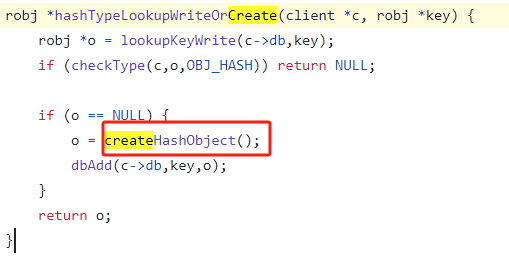 robj *hashTypeLookupWriteOrCreate(client *c, robj *key) {
    robj *o = lookupKeyWrite(c->db,key);
    if (checkType(c,o,OBJ_HASH)) return NULL;

    if (o == NULL) {
        o = createHashObject();
        dbAdd(c->db,key,o);
    }
    return o;
}